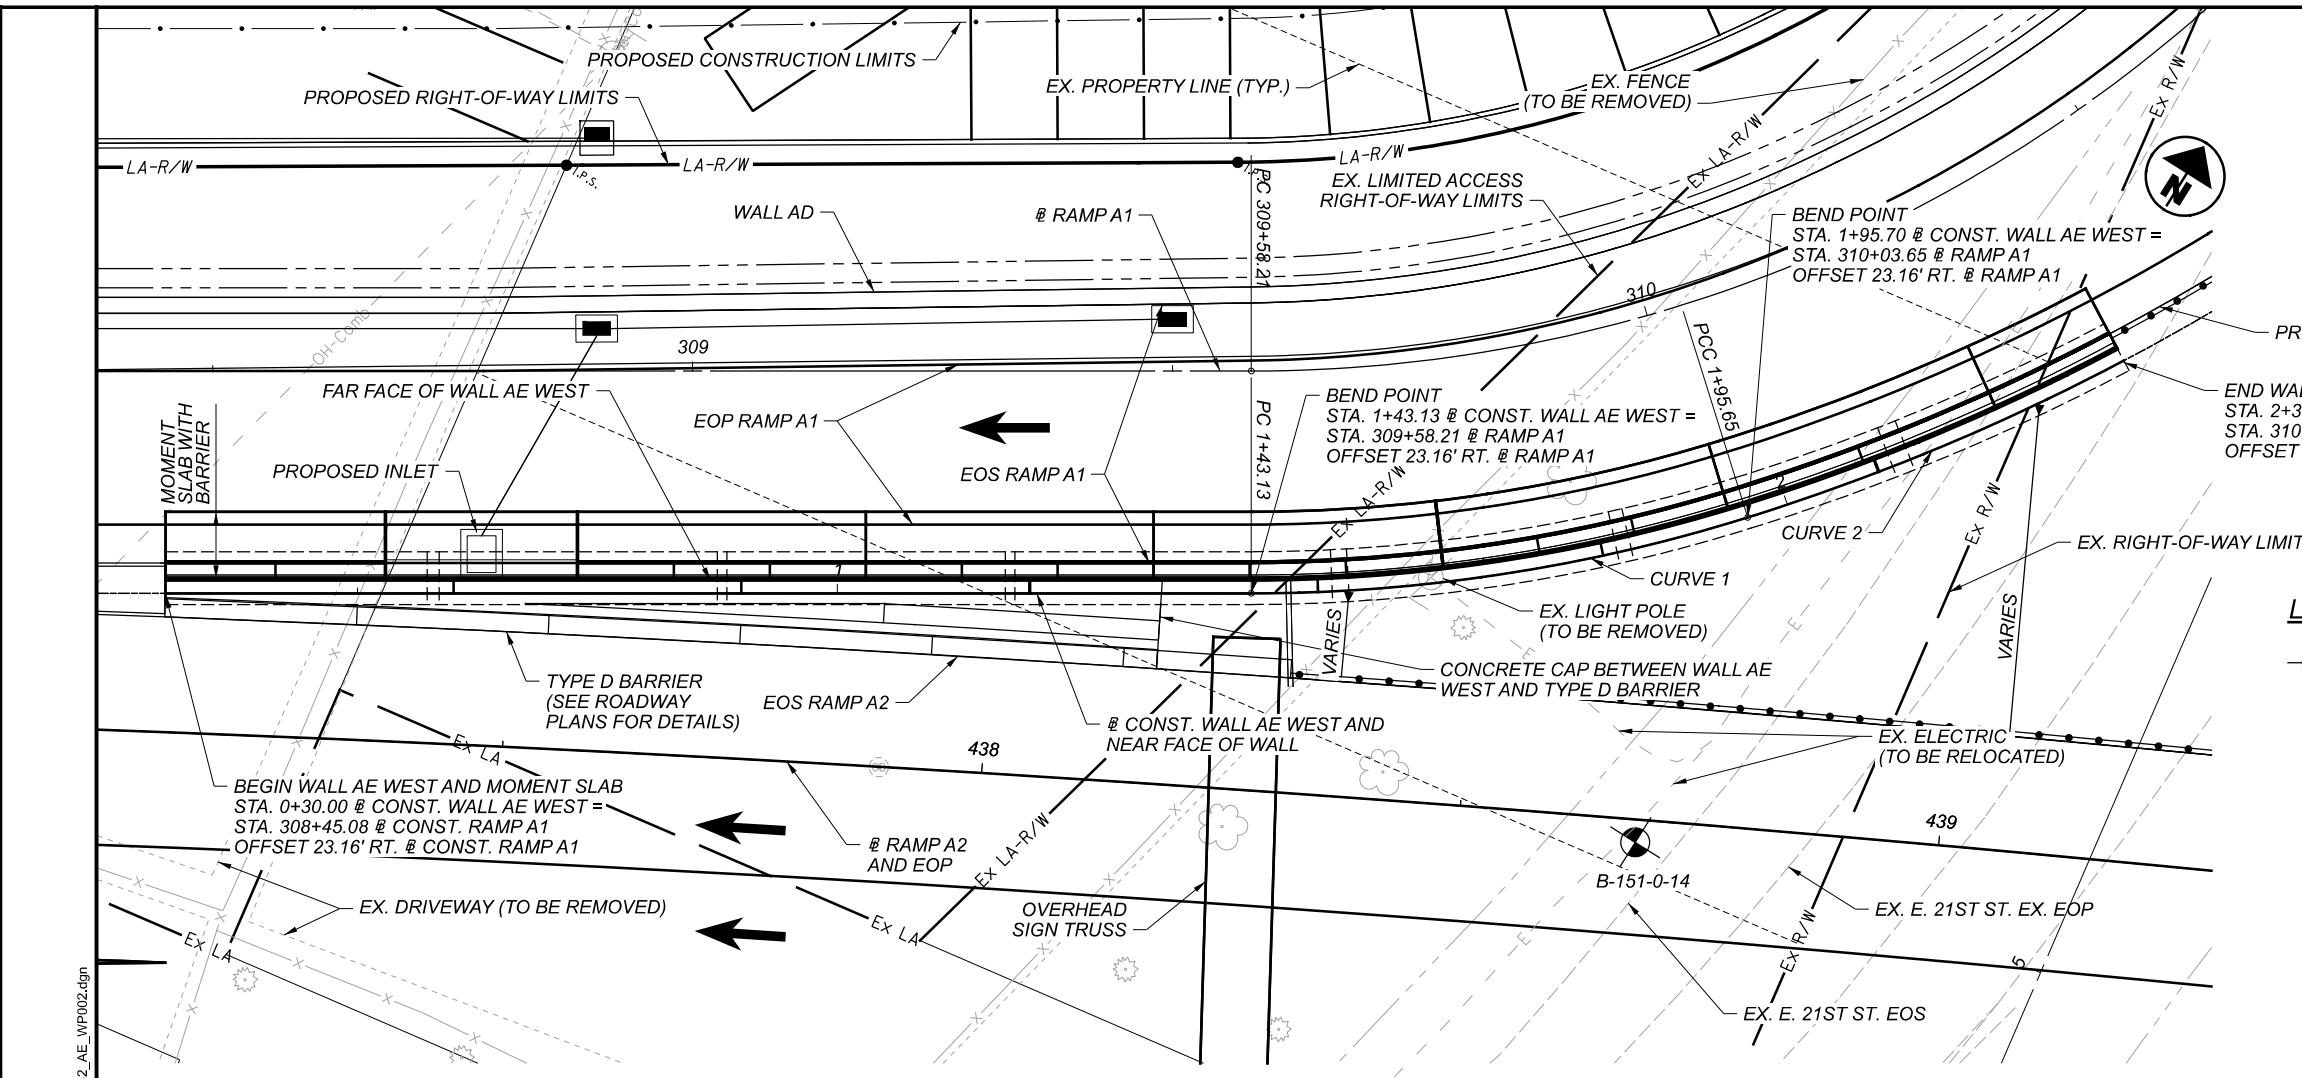 PROPOSED CONSTRUCTION LIMITS
PROPOSED RIGHT-OF-WAY LIMITS
EX. PROPERTY LINE (TYP.)
EX. FENCE
(TO BE REMOVED)
Ex R/W
LA-R/W
LA-R/W
LA-R/W
Ex LA-R/W
I.P.S.
PC 309+58.21
EX. LIMITED ACCESS
RIGHT-OF-WAY LIMITS
WALL AD
℄ RAMP A1
N
BEND POINT
STA. 1+95.70 ℄ CONST. WALL AE WEST =
STA. 310+03.65 ℄ RAMP A1
OFFSET 23.16' RT. ℄ RAMP A1
OH-Comb
309
310
PCC 1+95.65
PR
FAR FACE OF WALL AE WEST
EOP RAMP A1
MOMENT
SLAB WITH
BARRIER
PROPOSED INLET
EOS RAMP A1
PC 1+43.13
BEND POINT
STA. 1+43.13 ℄ CONST. WALL AE WEST =
STA. 309+58.21 ℄ RAMP A1
OFFSET 23.16' RT. ℄ RAMP A1
END WAL
STA. 2+3
STA. 310
OFFSET
Ex LA-R/W
1
2
CURVE 2
CURVE 1
Ex R/W
EX. RIGHT-OF-WAY LIMIT
EX. LIGHT POLE
(TO BE REMOVED)
VARIES
VARIES
CONCRETE CAP BETWEEN WALL AE
WEST AND TYPE D BARRIER
TYPE D BARRIER
(SEE ROADWAY
PLANS FOR DETAILS)
EOS RAMP A2
℄ CONST. WALL AE WEST AND
NEAR FACE OF WALL
EX. ELECTRIC
(TO BE RELOCATED)
Ex LA
438
BEGIN WALL AE WEST AND MOMENT SLAB
STA. 0+30.00 ℄ CONST. WALL AE WEST =
STA. 308+45.08 ℄ CONST. RAMP A1
OFFSET 23.16' RT. ℄ CONST. RAMP A1
℄ RAMP A2
AND EOP
Ex LA-R/W
439
B-151-0-14
EX. DRIVEWAY (TO BE REMOVED)
OVERHEAD
SIGN TRUSS
EX. E. 21ST ST. EX. EOP
Ex LA
Ex LA
Ex R/W
5
EX. E. 21ST ST. EOS
2_AE_WP002.dgn